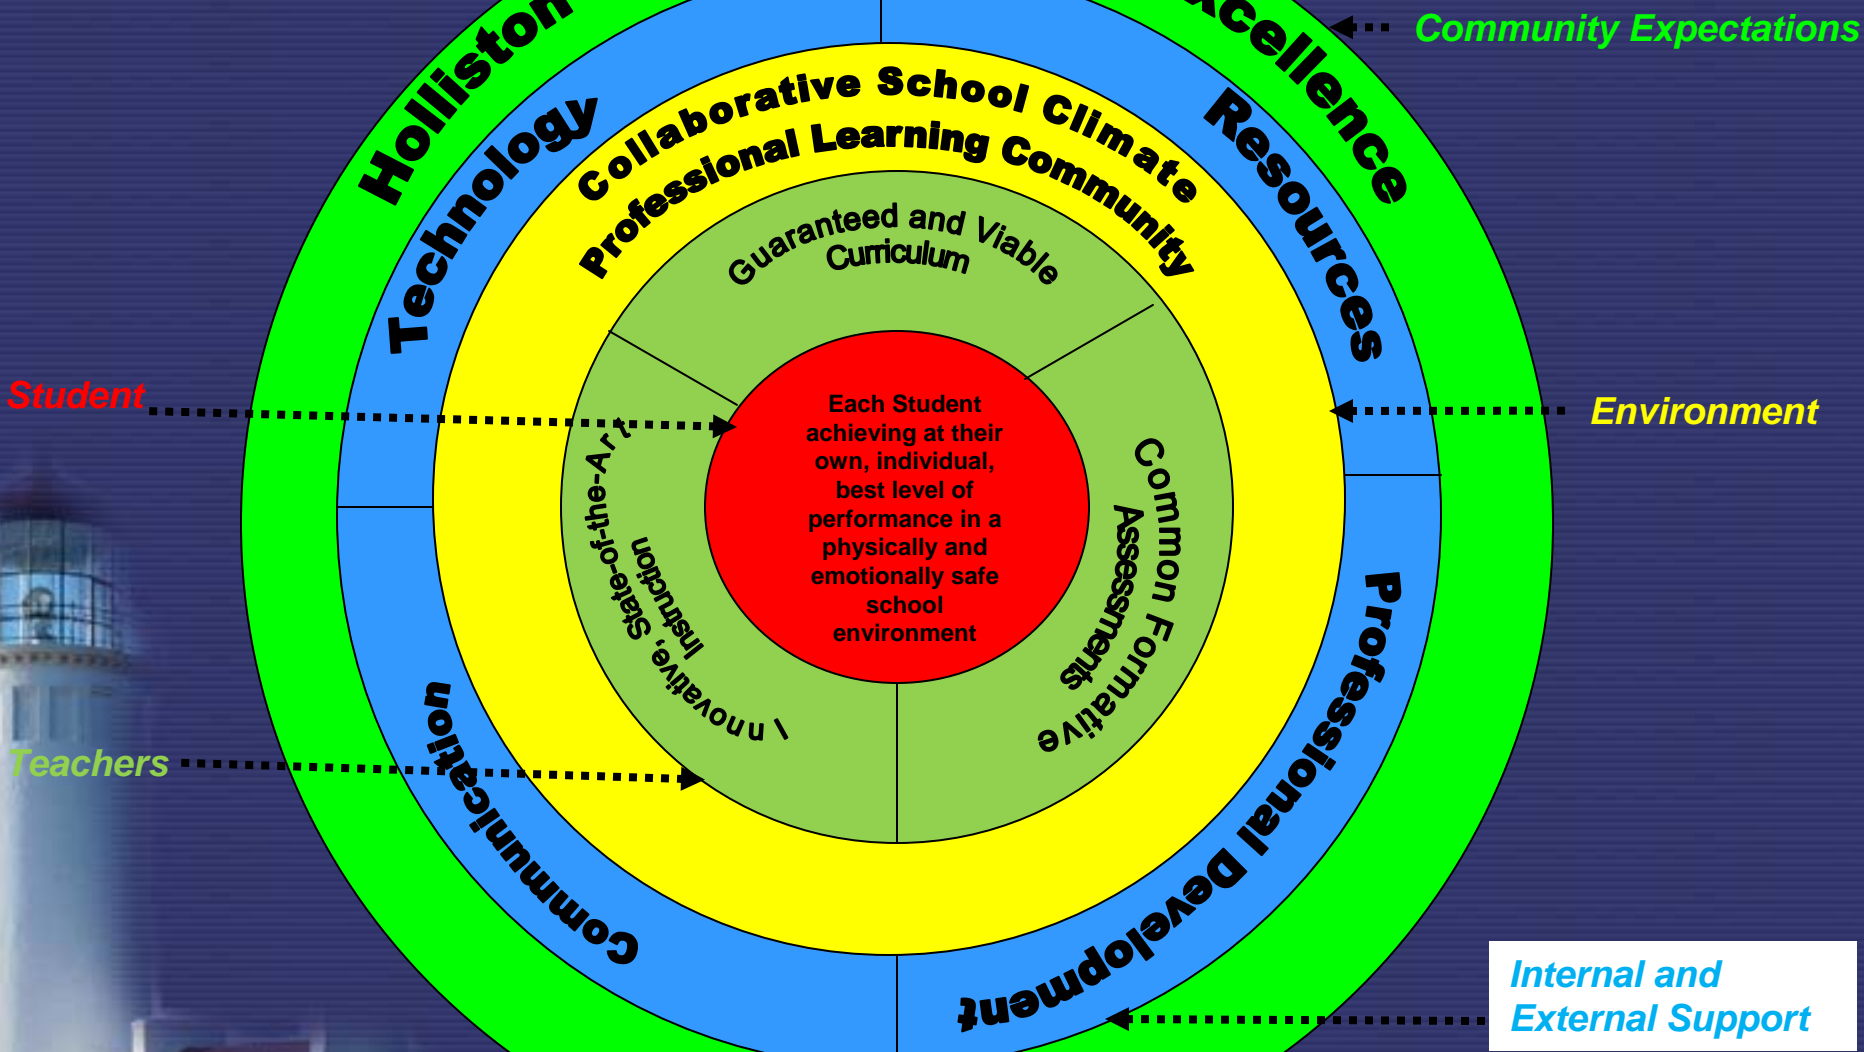 Holliston
xcellence
Community Expectations
Technology
Resources
Collaborative School Climate
Professional Learning Community
Guaranteed and Viable
Curriculum
Student
Each Student
achieving at their
own, individual,
best level of
performance in a
physically and
emotionally safe
school
environment
Environment
Innovative, State-of-the-Art
Instruction
Common Formative
Assessments
Teachers
Communication
Professional Development
Internal and
External Support